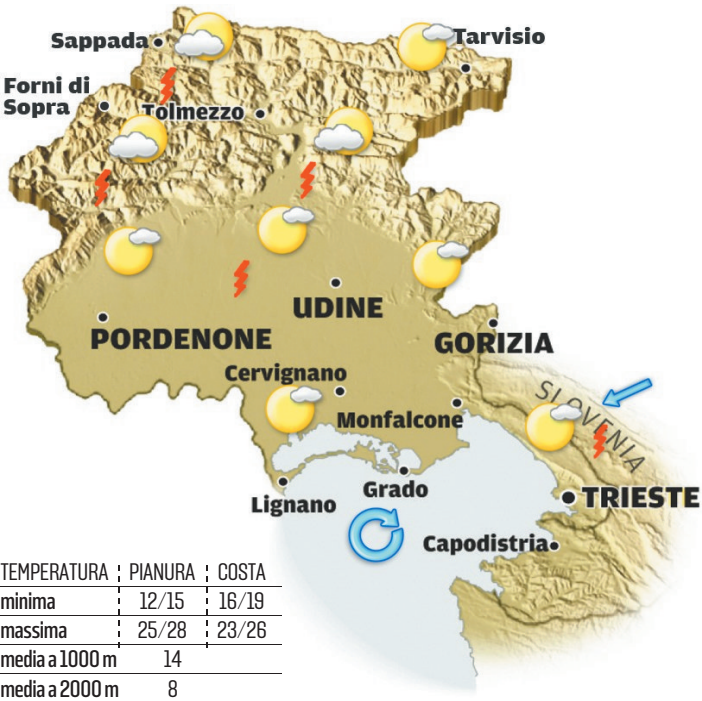 Sappada
Tarvisio
Forni di
Sopra
Tolmezzo
UDINE
PORDENONE
GORIZIA
Cervignano
SLOVENIA
Monfalcone
Grado
Lignano
TRIESTE
Capodistria
TEMPERATURA PIANURA COSTA
minima 12/15 16/19
massima 25/28 23/26
media a 1000 m 14
media a 2000 m 8